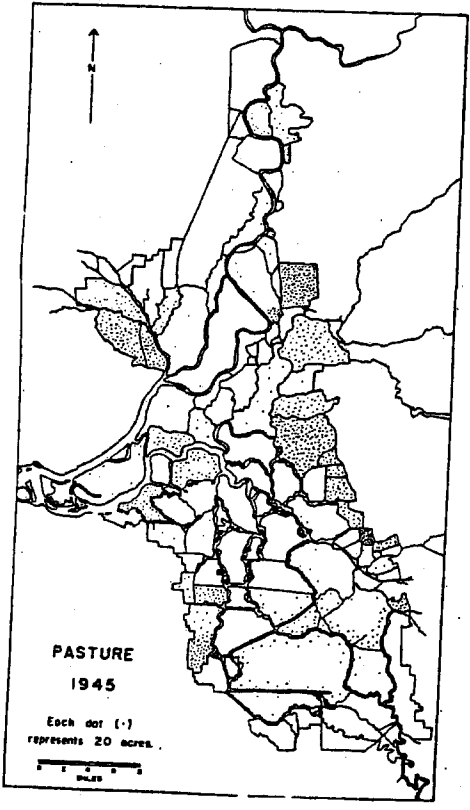 N
PASTURE
1945
Each dot (·)
represents 20 acres.
MILES